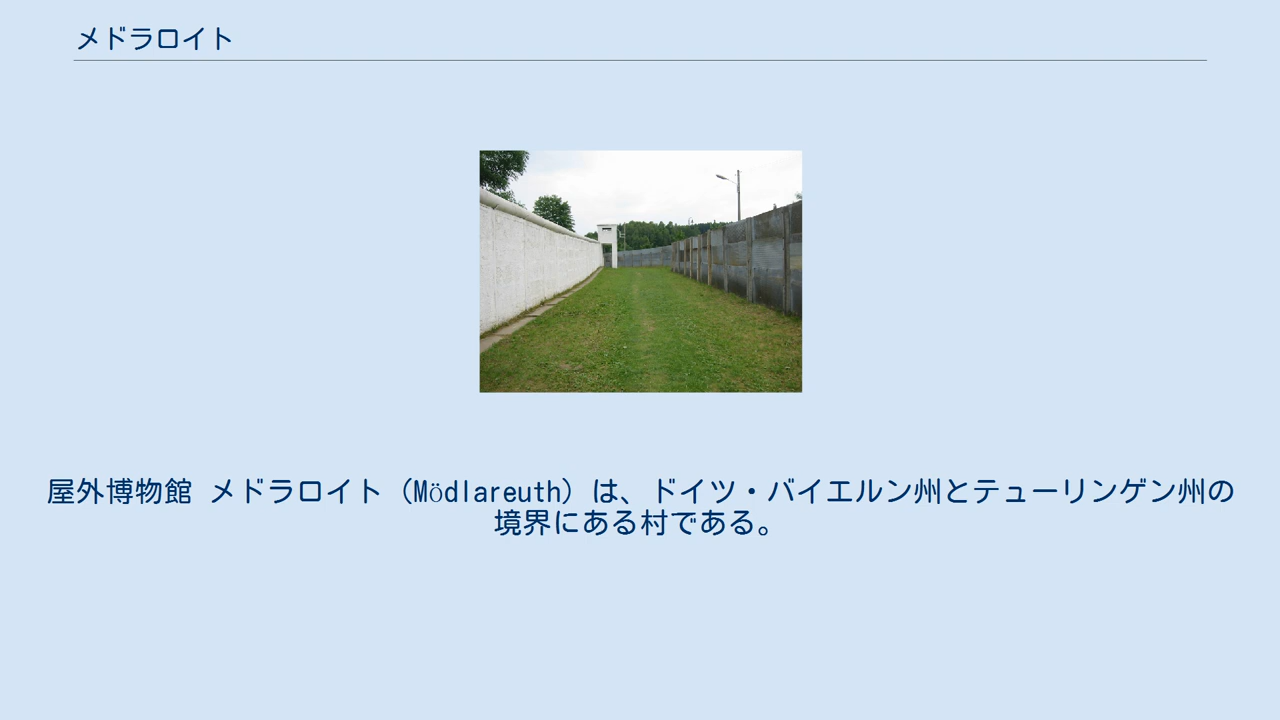 メドラロイト
屋外博物館 メドラロイト（Mödlareuth）は、ドイツ・バイエルン州とテューリンゲン州の
境界にある村である。